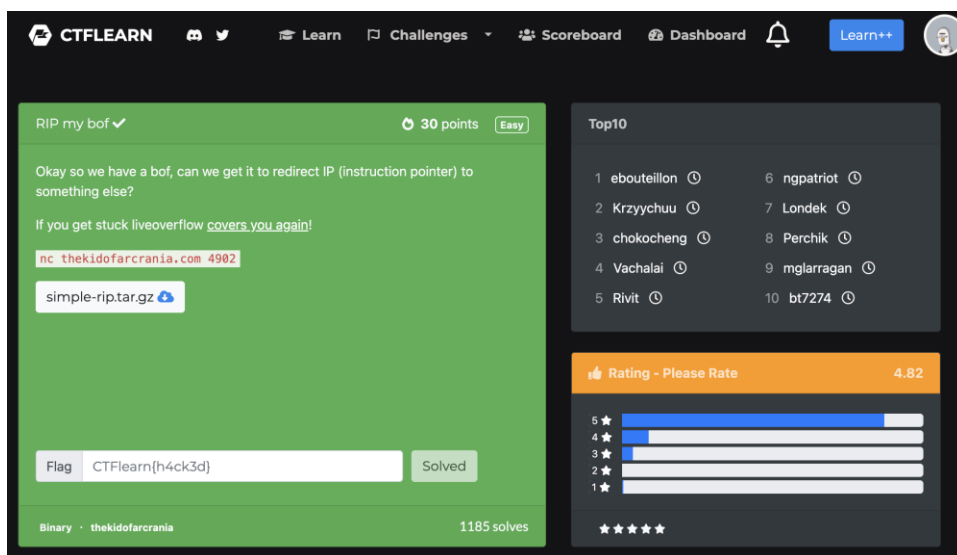 CTFLEARN Learn Challenges Scoreboard Dashboard Learn++
RIP my bof 30 points Easy
Okay so we have a bof, can we get it to redirect IP (instruction pointer) to
something else?
If you get stuck liveoverflow covers you again!
nc thekidofarcrania.com 4902
simple-rip.tar.gz
Flag CTFlearn{h4ck3d} Solved
Binary · thekidofarcrania 1185 solves
Top10
1 ebouteillon 6 ngpatriot
2 Krzyychuu 7 Londek
3 chokocheng 8 Perchik
4 Vachalai 9 mglarragan
5 Rivit 10 bt7274
Rating - Please Rate 4.82
5
4
3
2
1